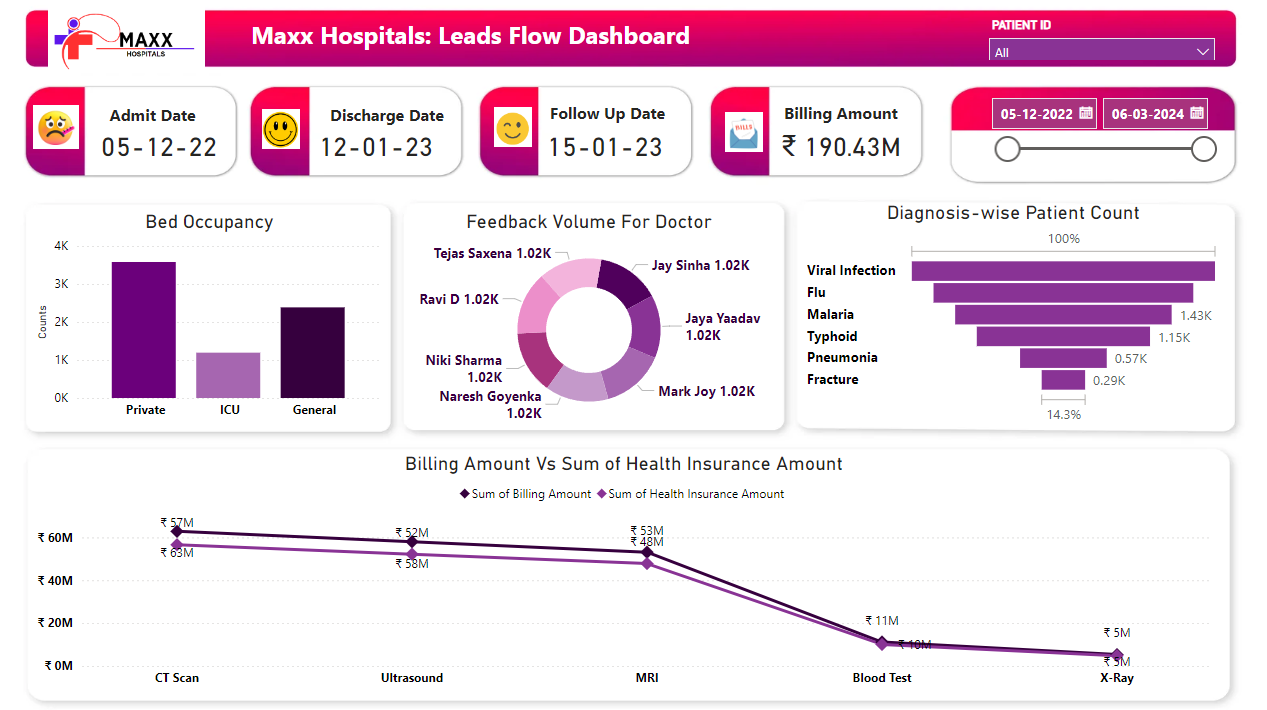 MAXX
HOSPITALS
Maxx Hospitals: Leads Flow Dashboard
PATIENT ID
All
Admit Date
05-12-22
Discharge Date
12-01-23
Follow Up Date
15-01-23
BILLS
Billing Amount
₹ 190.43M
05-12-2022
06-03-2024
Bed Occupancy
Counts
4K
3K
2K
1K
0K
Private
ICU
General
Feedback Volume For Doctor
Tejas Saxena 1.02K
Jay Sinha 1.02K
Ravi D 1.02K
Jaya Yaadav
1.02K
Niki Sharma
1.02K
Mark Joy 1.02K
Naresh Goyenka
1.02K
Diagnosis-wise Patient Count
100%
Viral Infection
Flu
Malaria
1.43K
Typhoid
1.15K
Pneumonia
0.57K
Fracture
0.29K
14.3%
Billing Amount Vs Sum of Health Insurance Amount
Sum of Billing Amount
Sum of Health Insurance Amount
₹ 60M
₹ 40M
₹ 20M
₹ 0M
₹ 57M
₹ 63M
₹ 52M
₹ 58M
₹ 53M
₹ 48M
₹ 11M
₹ 10M
₹ 5M
₹ 5M
CT Scan
Ultrasound
MRI
Blood Test
X-Ray